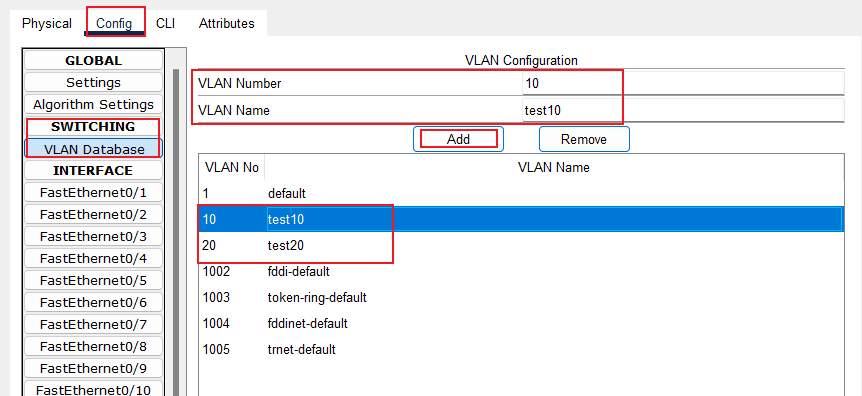 Physical Config CLI Attributes
GLOBAL
Settings
Algorithm Settings
SWITCHING
VLAN Database
INTERFACE
FastEthernet0/1
FastEthernet0/2
FastEthernet0/3
FastEthernet0/4
FastEthernet0/5
FastEthernet0/6
FastEthernet0/7
FastEthernet0/8
FastEthernet0/9
FastEthernet0/10
VLAN Configuration
VLAN Number 10
VLAN Name test10
Add Remove
VLAN No VLAN Name
1 default
10 test10
20 test20
1002 fddi-default
1003 token-ring-default
1004 fddinet-default
1005 trnet-default